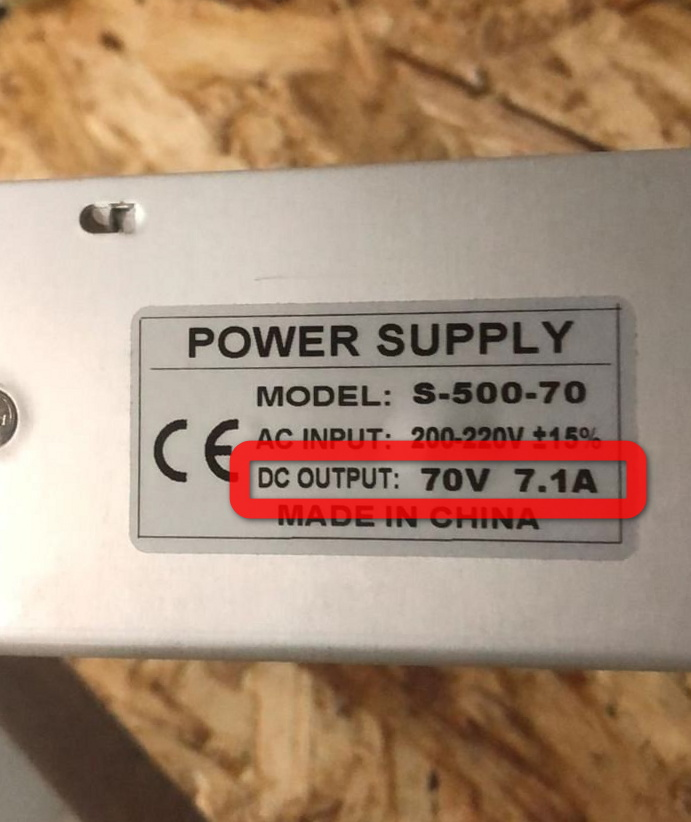 POWER SUPPLY
MODEL: S-500-70
CE AC INPUT: 200-220V ±15%
DC OUTPUT: 70V 7.1A
MADE IN CHINA